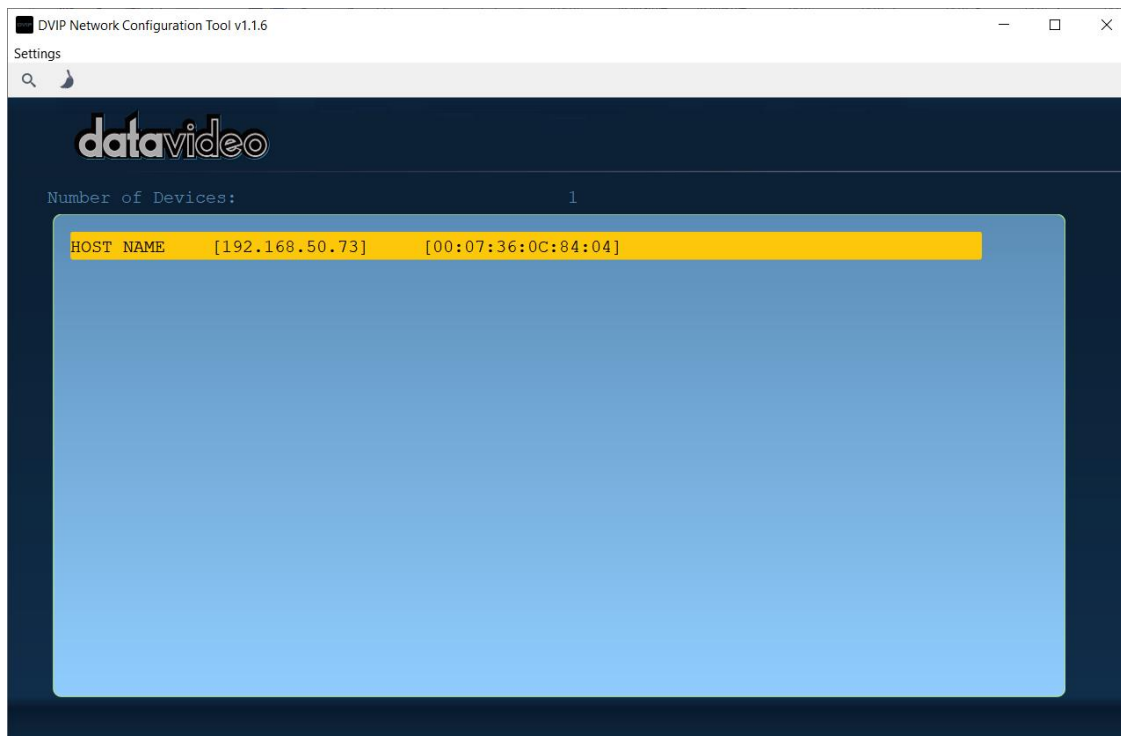 DVIP Network Configuration Tool v1.1.6
Settings
datavideo
Number of Devices: 1
HOST NAME [192.168.50.73] [00:07:36:0C:84:04]